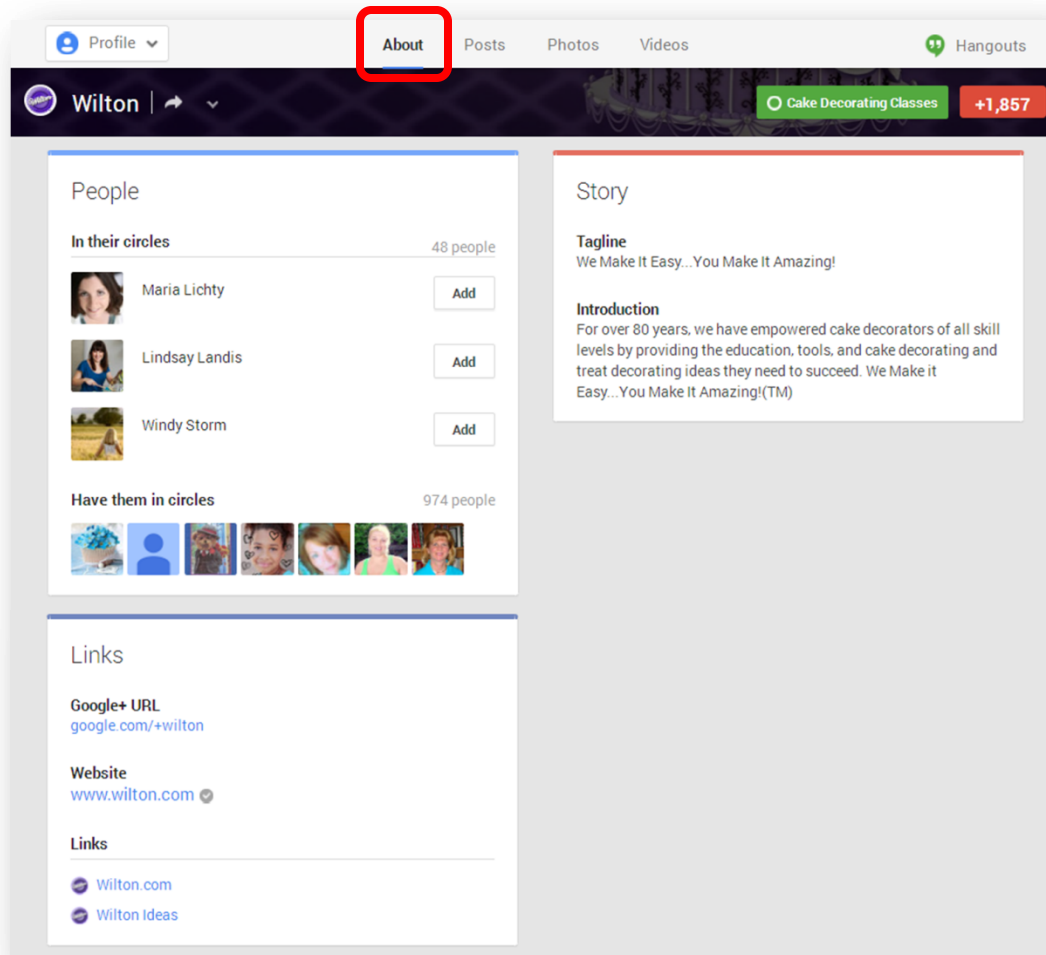 Profile
About
Posts
Photos
Videos
Hangouts
Wilton
Cake Decorating Classes
+1,857
People
In their circles
48 people
Maria Lichty
Add
Lindsay Landis
Add
Windy Storm
Add
Have them in circles
974 people
Story
Tagline
We Make It Easy...You Make It Amazing!
Introduction
For over 80 years, we have empowered cake decorators of all skill
levels by providing the education, tools, and cake decorating and
treat decorating ideas they need to succeed. We Make it
Easy...You Make It Amazing!(TM)
Links
Google+ URL
google.com/+wilton
Website
www.wilton.com
Links
Wilton.com
Wilton Ideas